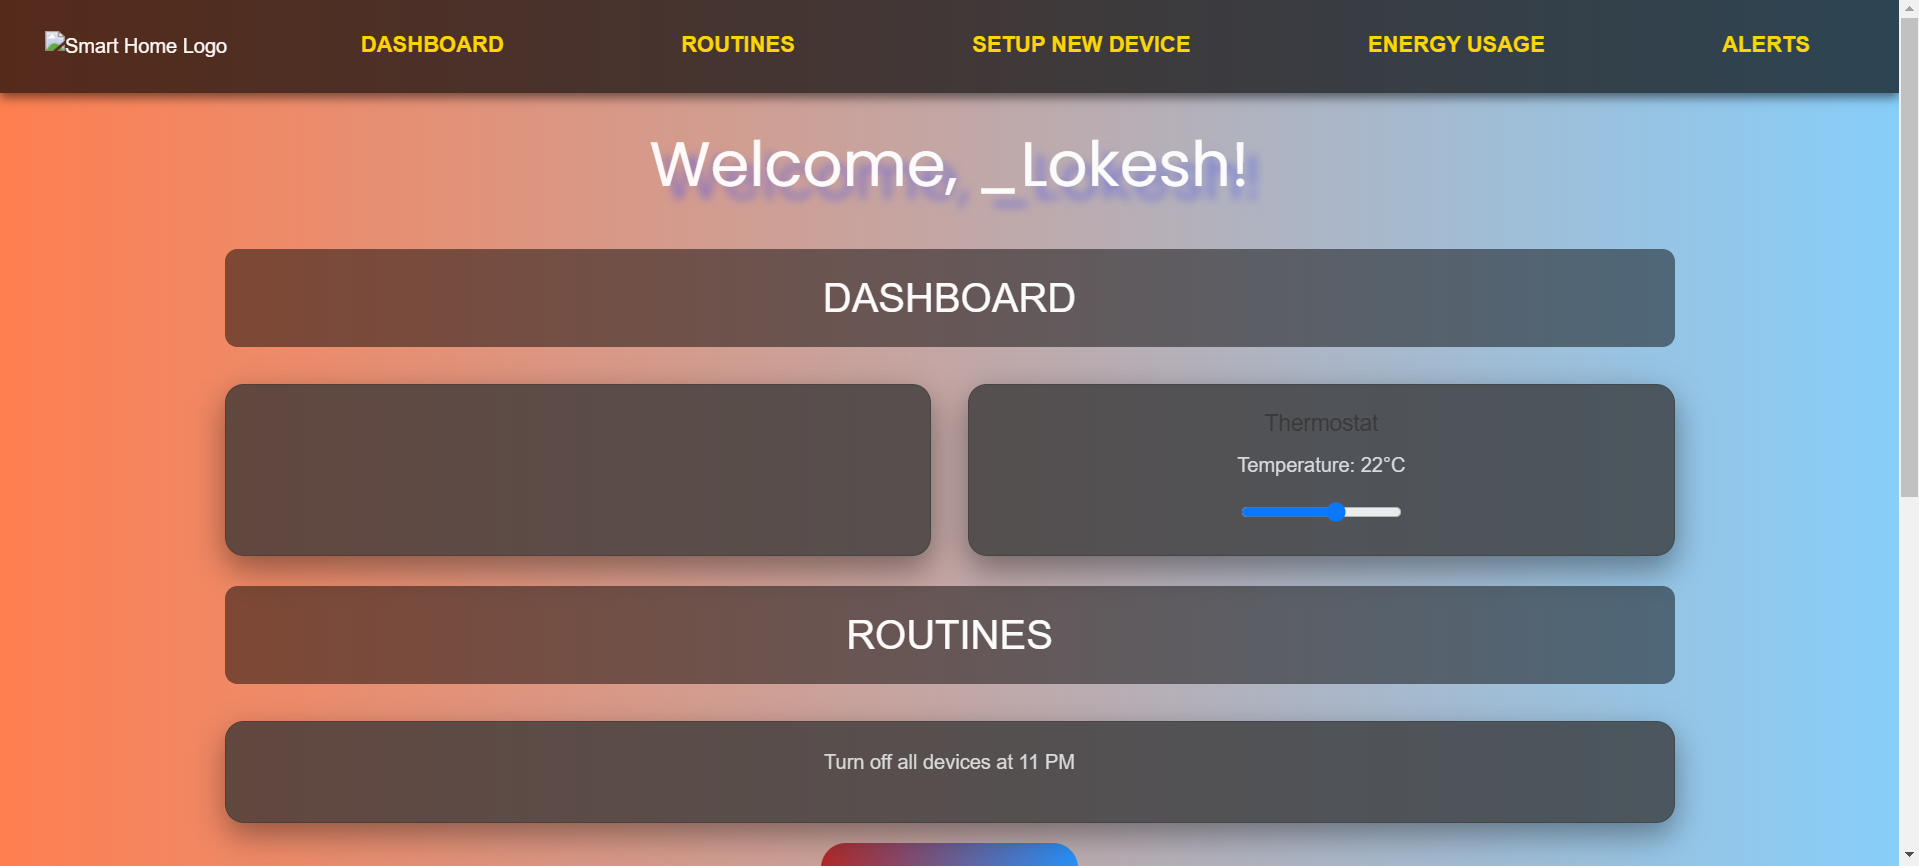 Smart Home Logo
DASHBOARD
ROUTINES
SETUP NEW DEVICE
ENERGY USAGE
ALERTS
Welcome, _Lokesh!
DASHBOARD
Thermostat
Temperature: 22°C
ROUTINES
Turn off all devices at 11 PM